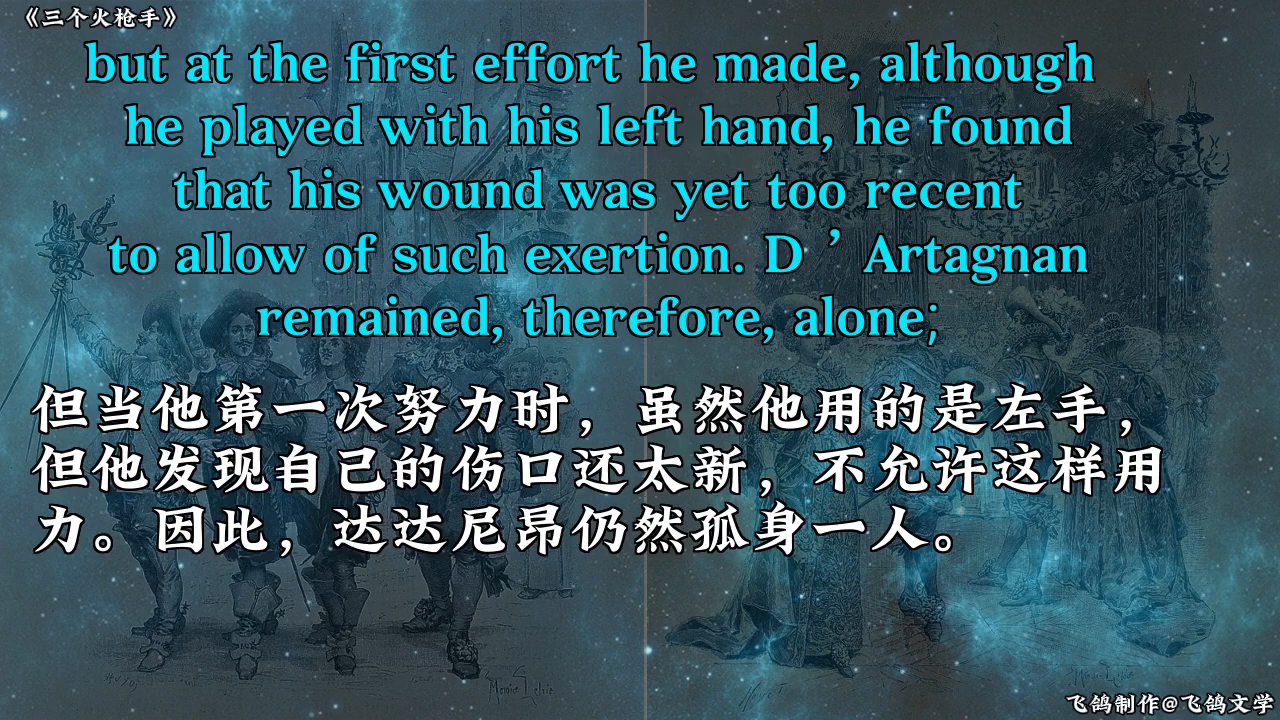 《三个火枪手》
but at the first effort he made, although
he played with his left hand, he found
that his wound was yet too recent
to allow of such exertion. D ’ Artagnan
remained, therefore, alone;
但当他第一次努力时，虽然他用的是左手，
但他发现自己的伤口还太新，不允许这样用
力。因此，达达尼昂仍然孤身一人。
飞鸽制作@飞鸽文学